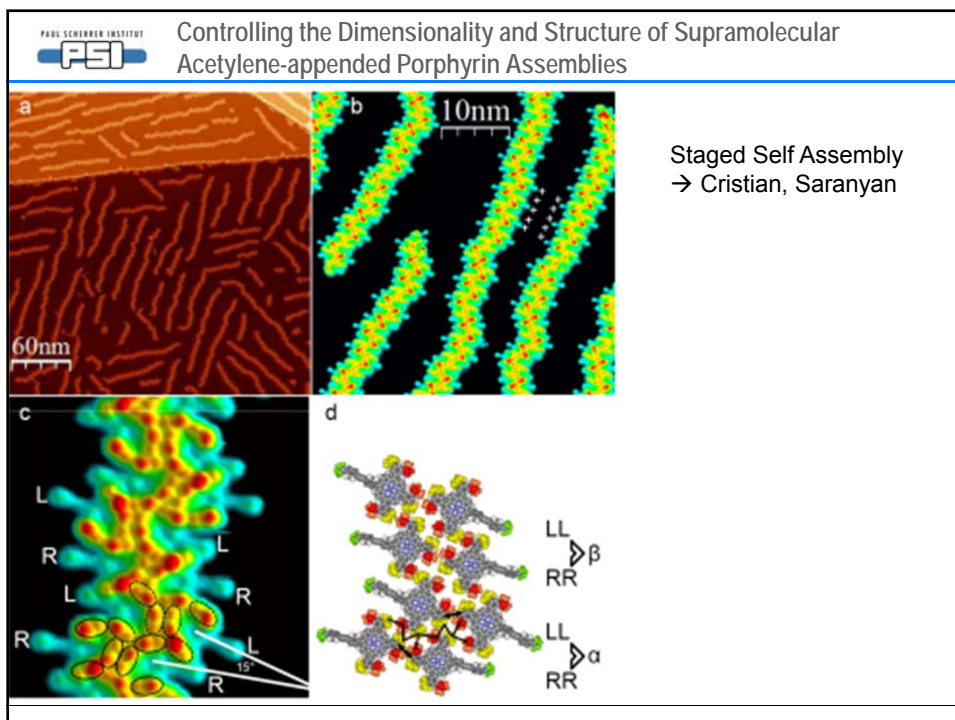 PAUL SCHERRER INSTITUT
PSI
Controlling the Dimensionality and Structure of Supramolecular
Acetylene-appended Porphyrin Assemblies
a
60nm
b
10nm
Staged Self Assembly
→ Cristian, Saranyan
c
L
L
R
L
R
R
L
15°
R
d
LL
β
RR
LL
α
RR